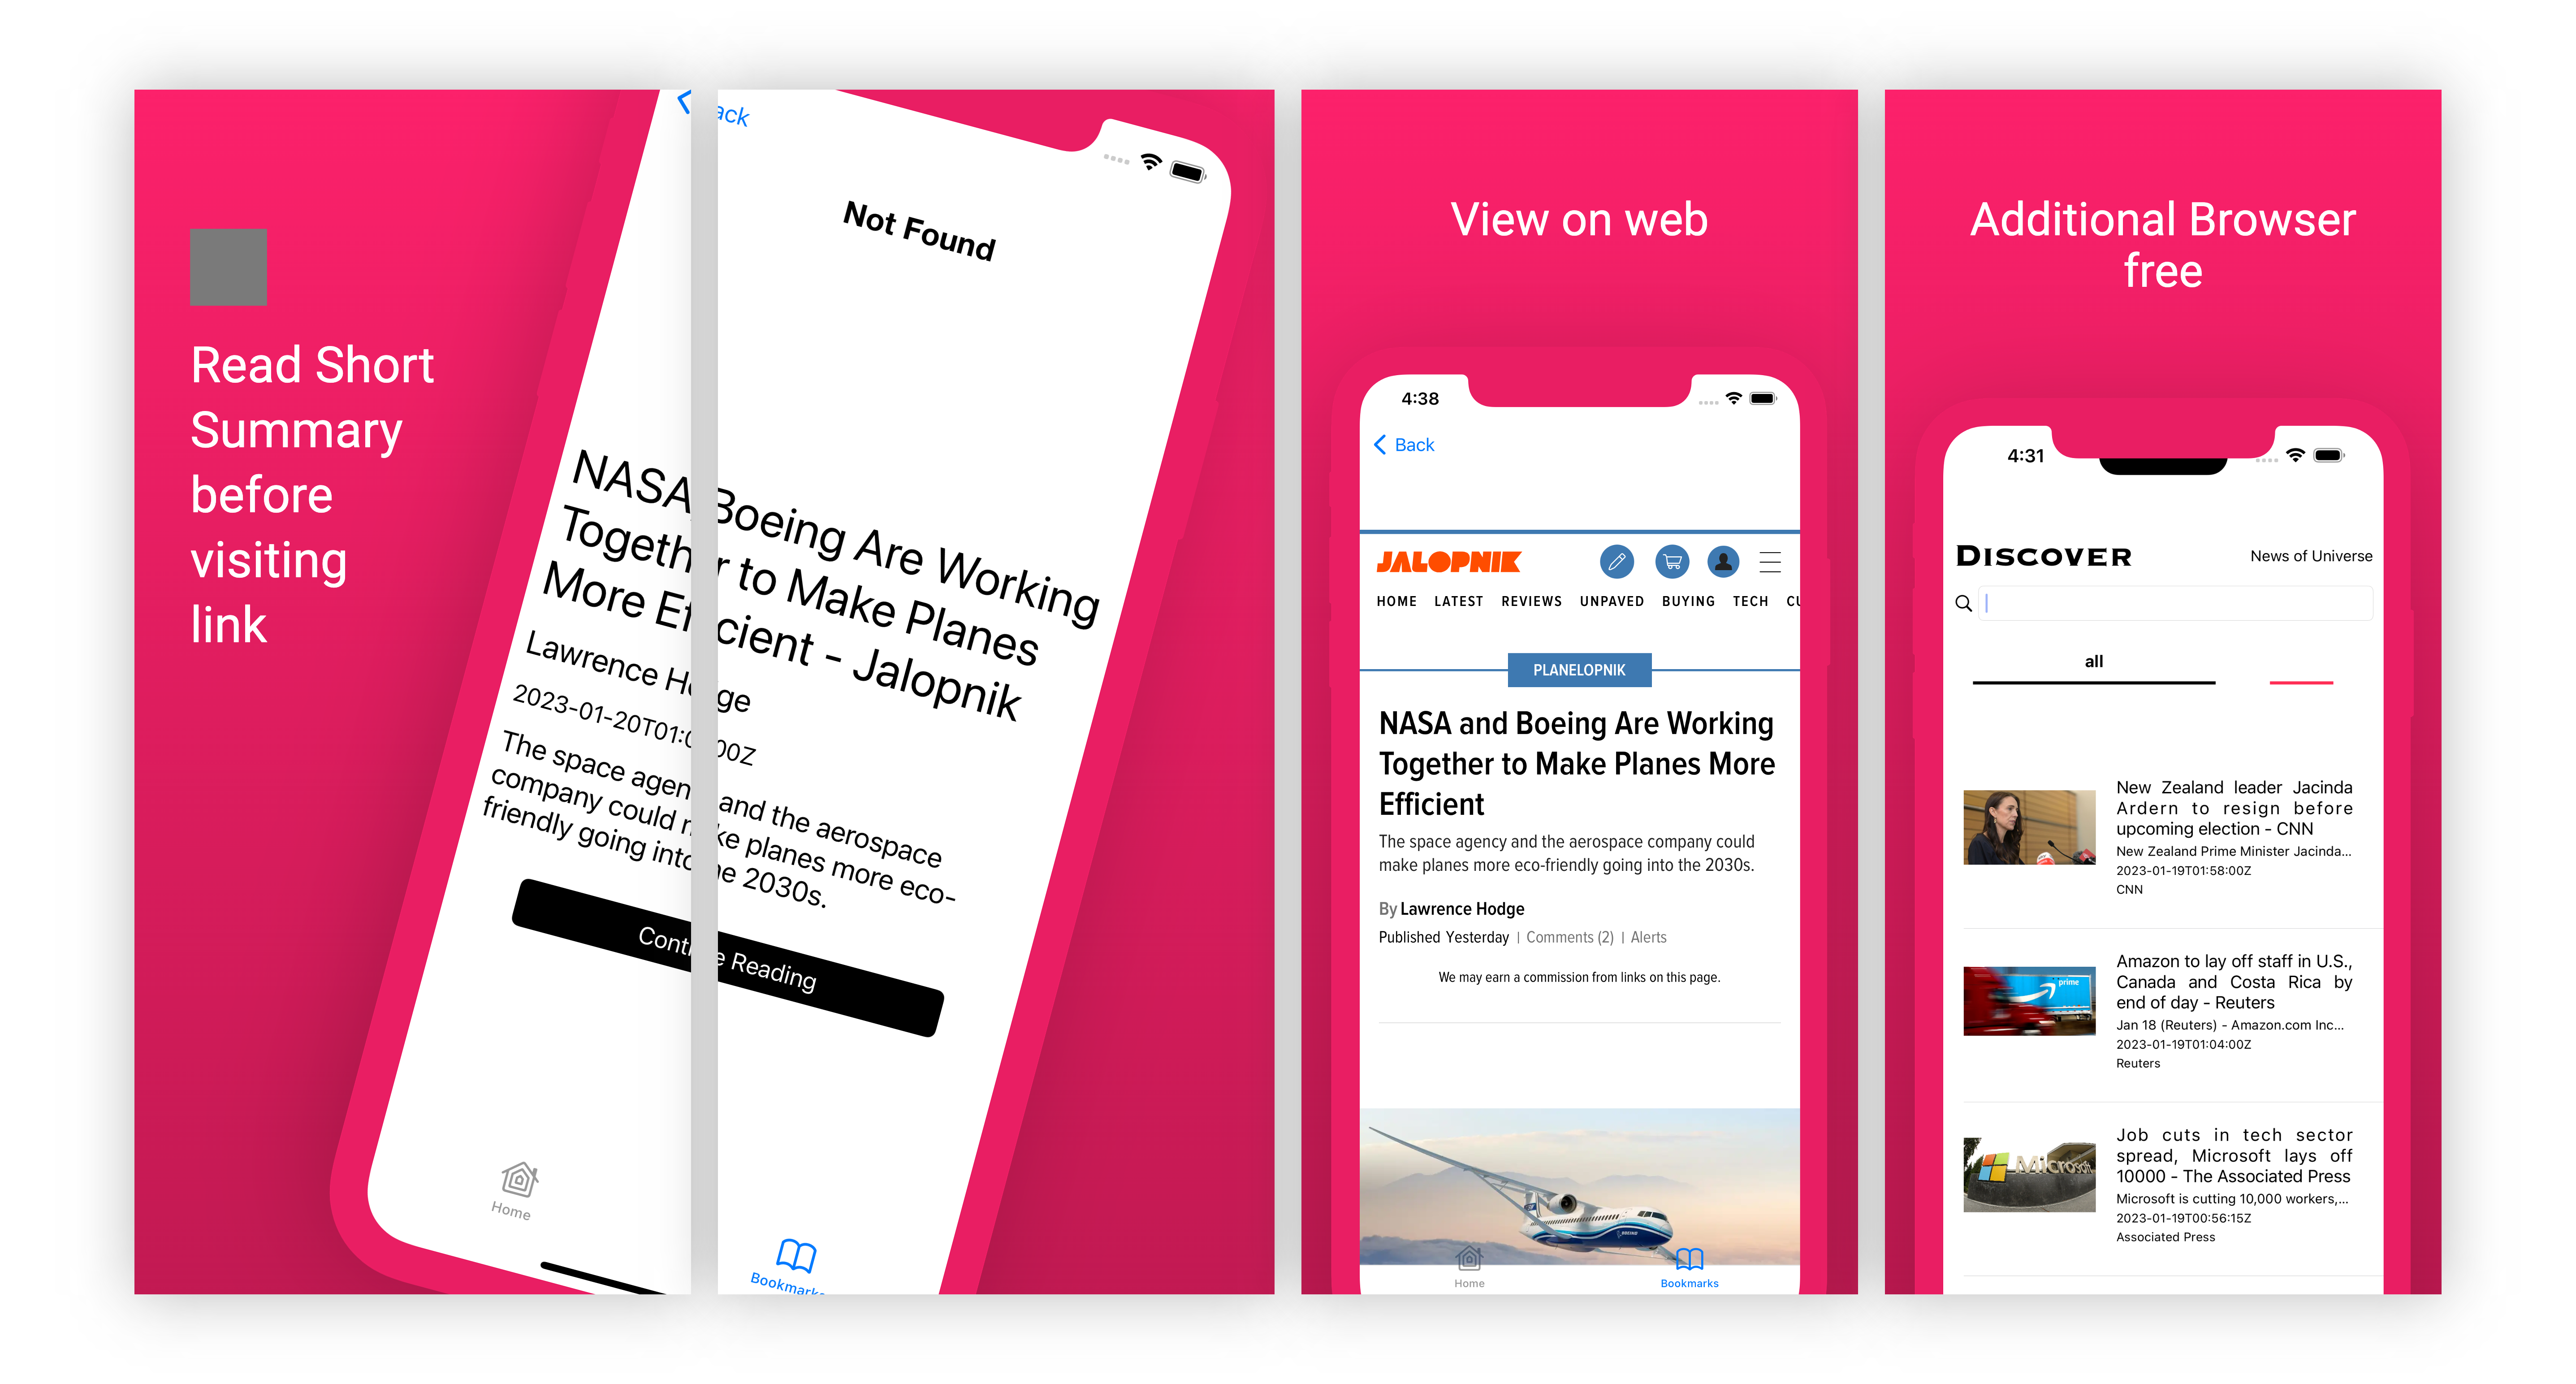 Read Short
Summary
before
visiting
link
ack
Not Found
NASA, Boeing Are Working
Together to Make Planes
More Efficient - Jalopnik
Lawrence Hodge
2023-01-20T01:00Z
The space agen and the aerospace
company could make planes more eco-
friendly going into the 2030s.
Continue Reading
Home
Bookmarks
View on web
4:38
Back
JALOPNIK
HOME LATEST REVIEWS UNPAVED BUYING TECH CU
PLANELOPNIK
NASA and Boeing Are Working
Together to Make Planes More
Efficient
The space agency and the aerospace company could
make planes more eco-friendly going into the 2030s.
By Lawrence Hodge
Published Yesterday | Comments (2) | Alerts
We may earn a commission from links on this page.
BOEING
Home
Bookmarks
Additional Browser
free
4:31
DISCOVER
News of Universe
all
New Zealand leader Jacinda
Ardern to resign before
upcoming election - CNN
New Zealand Prime Minister Jacinda...
2023-01-19T01:58:00Z
CNN
prime
Amazon to lay off staff in U.S.,
Canada and Costa Rica by
end of day - Reuters
Jan 18 (Reuters) - Amazon.com Inc...
2023-01-19T01:04:00Z
Reuters
Microsoft
Job cuts in tech sector
spread, Microsoft lays off
10000 - The Associated Press
Microsoft is cutting 10,000 workers,...
2023-01-19T00:56:15Z
Associated Press